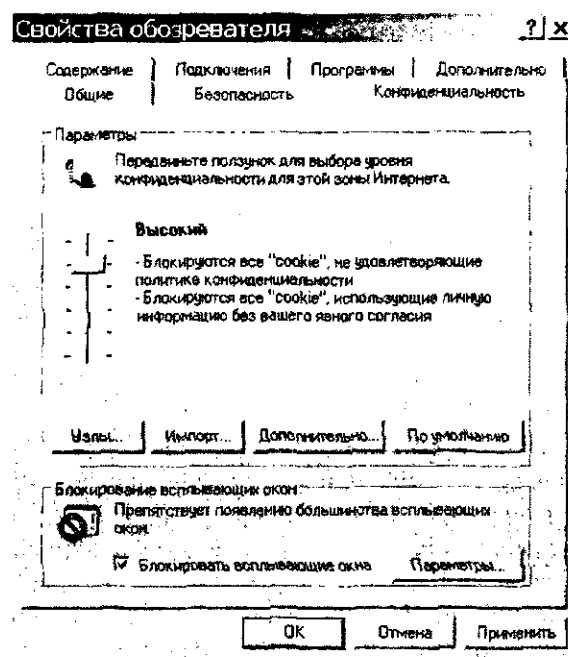 Свойства обозревателя ? x
Содержание Подключения Программы Дополнительно
Общие Безопасность Конфиденциальность
Параметры
Передвиньте ползунок для выбора уровня
конфиденциальности для этой зоны Интернета.
Высокий
- Блокируются все "cookie", не удовлетворяющие
политике конфиденциальности
- Блокируются все "cookie", использующие личную
информацию без вашего явного согласия
Узлы... Импорт... Дополнительно... По умолчанию
Блокирование всплывающих окон
Препятствует появлению большинства всплывающих
окон.
Блокировать всплывающие окна Параметры...
OK Отмена Применить